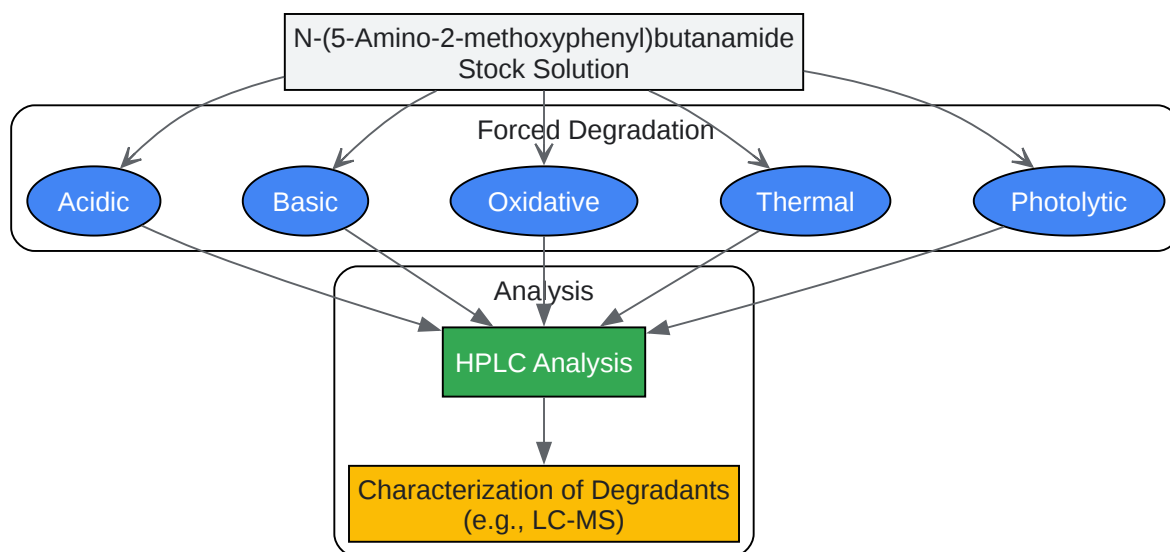 N-(5-Amino-2-methoxyphenyl)butanamide
Stock Solution
Forced Degradation
Acidic
Basic
Oxidative
Thermal
Photolytic
Analysis
HPLC Analysis
Characterization of Degradants
(e.g., LC-MS)